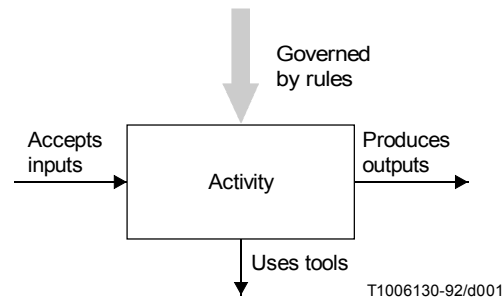 Governed
by rules
Accepts
inputs
Activity
Produces
outputs
Uses tools
T1006130-92/d001